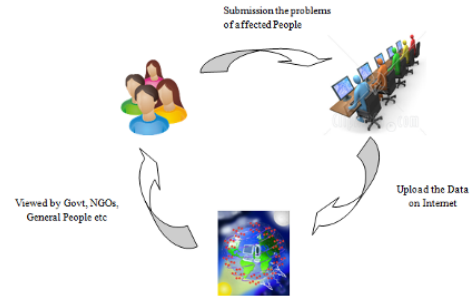 Submission the problems
of affected People
Upload the Data
on Internet
Viewed by Govt, NGOs,
General People etc